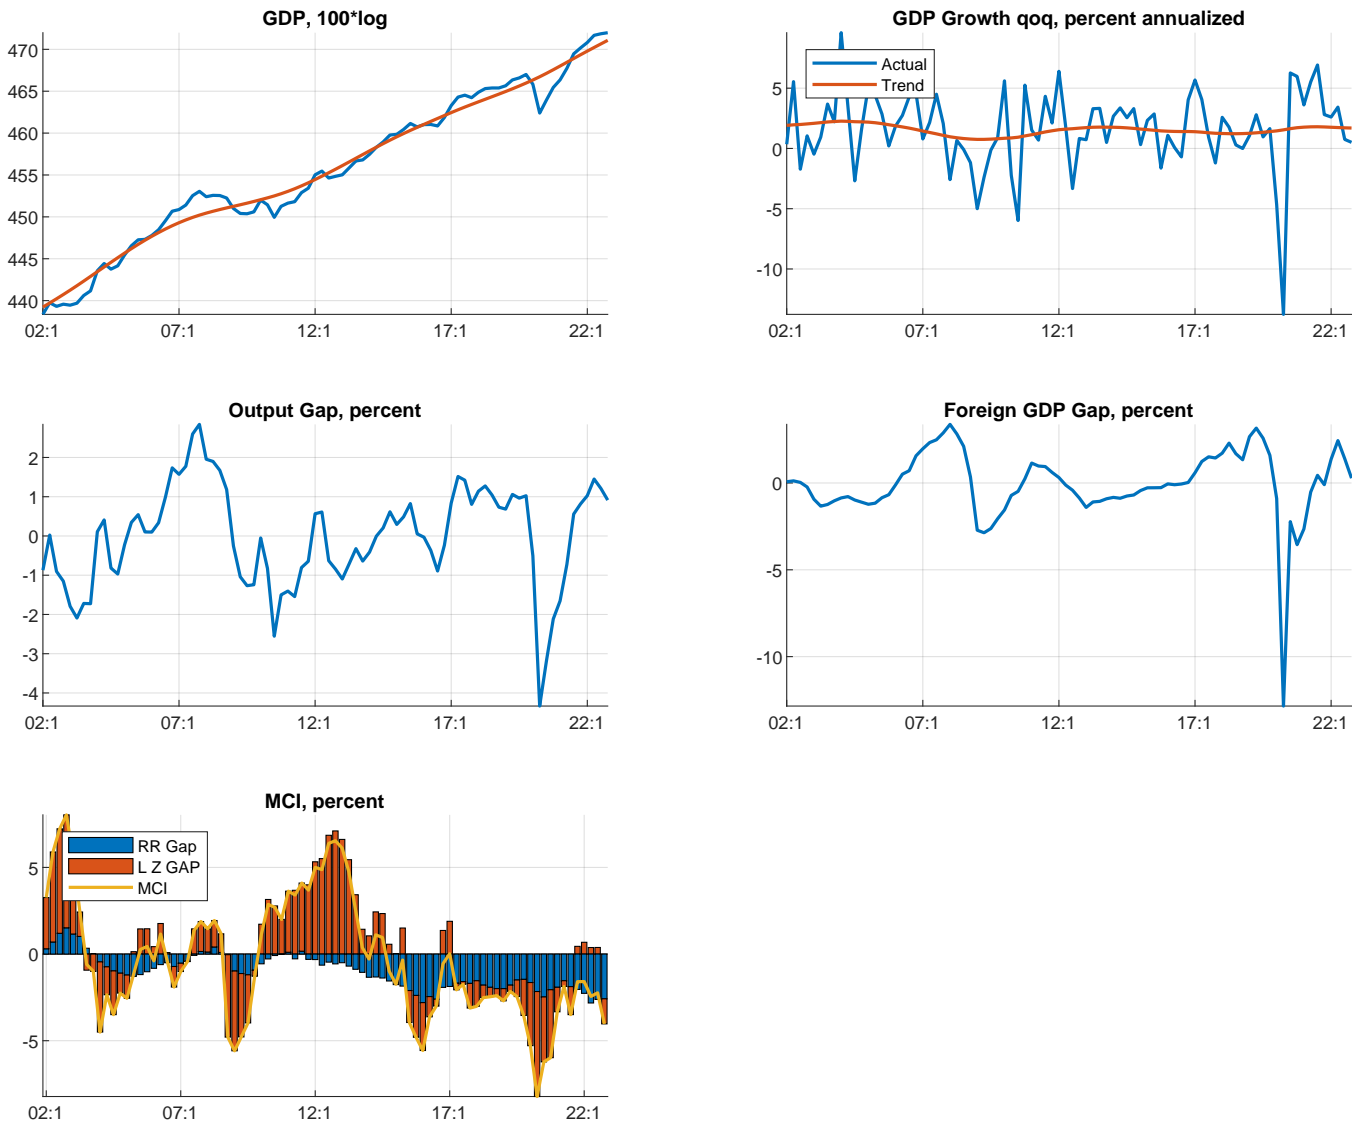 GDP, 100*log
470
465
460
455
450
445
440
02:1 07:1 12:1 17:1 22:1
GDP Growth qoq, percent annualized
Actual
Trend
5
0
-5
-10
02:1 07:1 12:1 17:1 22:1
Output Gap, percent
2
1
0
-1
-2
-3
-4
02:1 07:1 12:1 17:1 22:1
Foreign GDP Gap, percent
0
-5
-10
02:1 07:1 12:1 17:1 22:1
MCI, percent
RR Gap
L Z GAP
MCI
5
0
-5
02:1 07:1 12:1 17:1 22:1